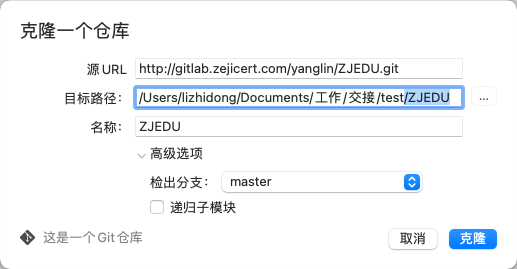 克隆一个仓库
源 URL http://gitlab.zejicert.com/yanglin/ZJEDU.git
目标路径： /Users/lizhidong/Documents/工作/交接/test/ZJEDU ...
名称： ZJEDU
高级选项
检出分支： master
递归子模块
这是一个 Git 仓库 取消 克隆